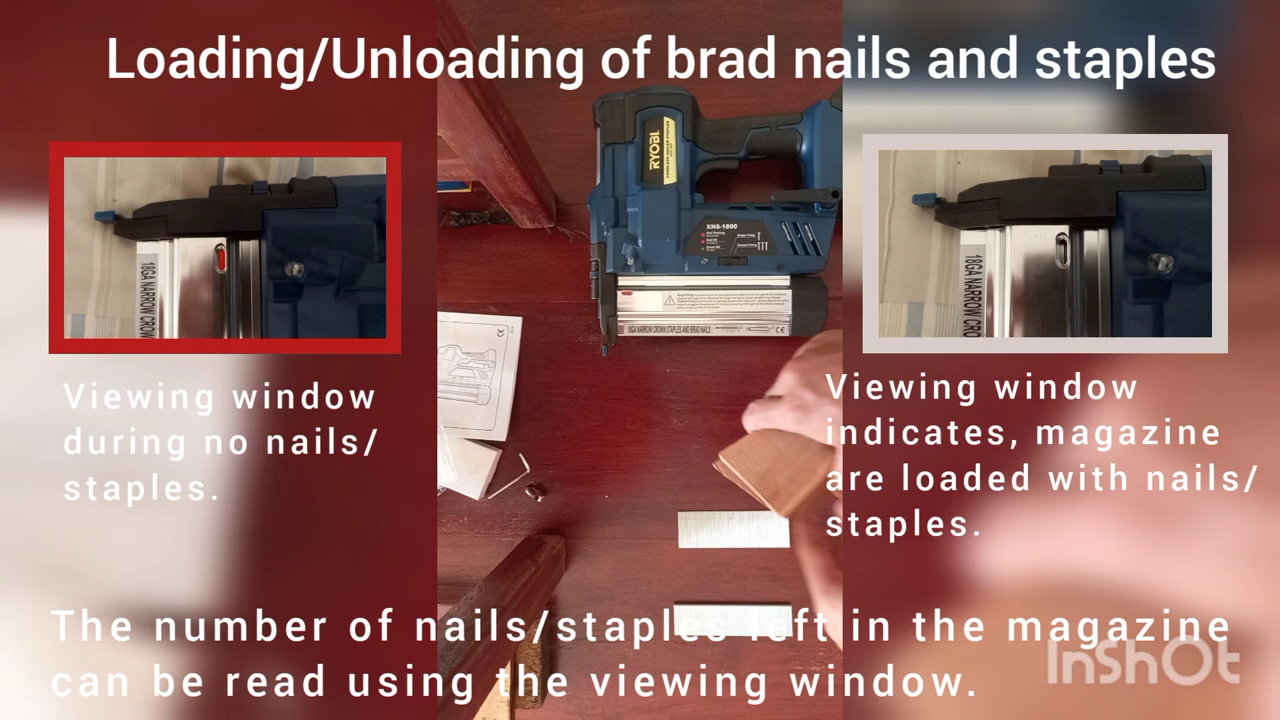 Loading/Unloading of brad nails and staples
RYOBI
XNS-1800
18GA NARROW CROWN STAPLES AND BRAD NAILS
18GA NARROW CROW
18GA NARROW CRO
Viewing window
during no nails/
staples.
Viewing window
indicates, magazine
are loaded with nails/
staples.
The number of nails/staples left in the magazine
can be read using the viewing window.
InShOt